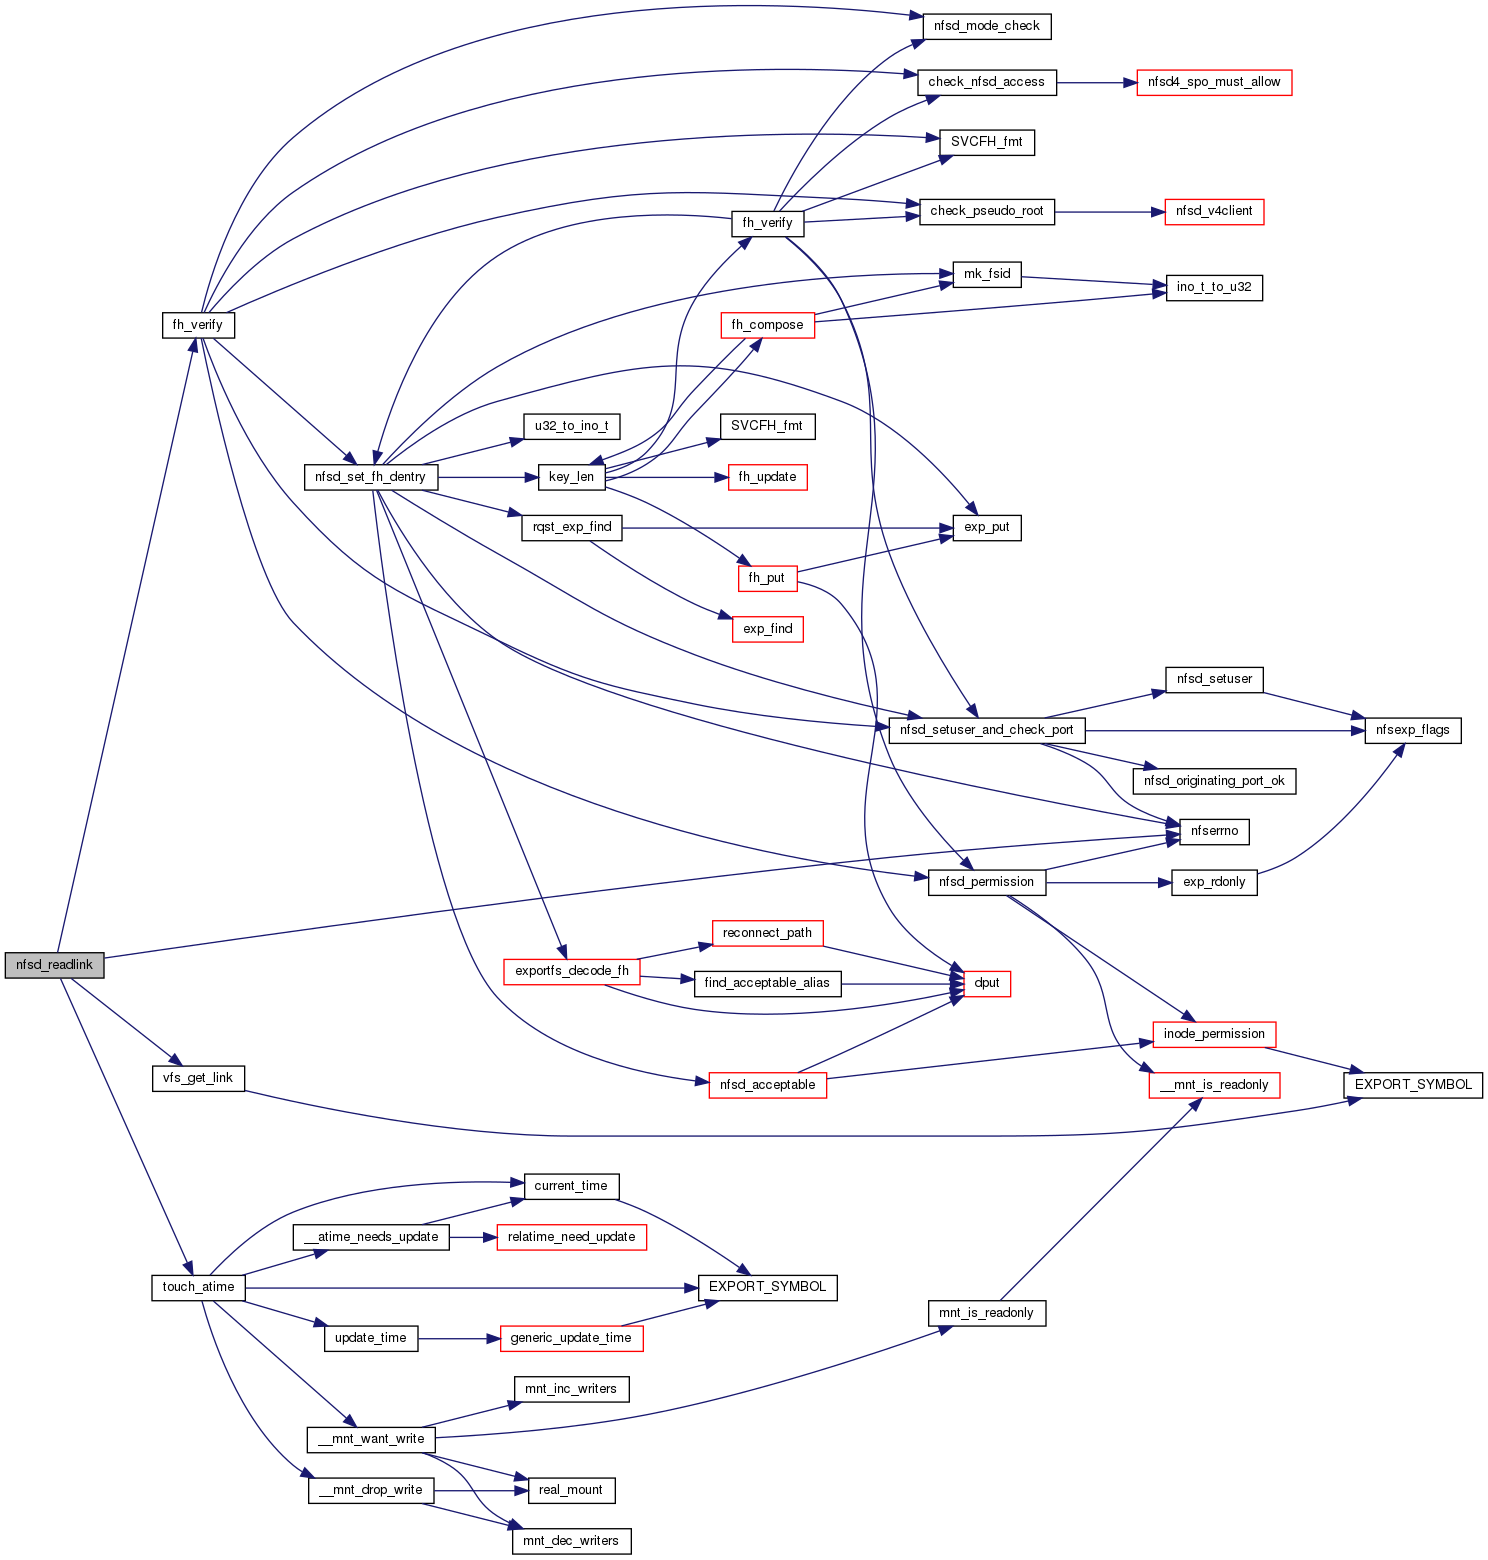 nfsd_mode_check
check_nfsd_access
nfsd4_spo_must_allow
SVCFH_fmt
check_pseudo_root
nfsd_v4client
fh_verify
mk_fsid
ino_t_to_u32
fh_verify
fh_compose
u32_to_ino_t
SVCFH_fmt
nfsd_set_fh_dentry
key_len
fh_update
rqst_exp_find
exp_put
fh_put
exp_find
nfsd_setuser
nfsd_setuser_and_check_port
nfsexp_flags
nfsd_originating_port_ok
nfserrno
nfsd_permission
exp_rdonly
reconnect_path
nfsd_readlink
exportfs_decode_fh
find_acceptable_alias
dput
inode_permission
vfs_get_link
nfsd_acceptable
__mnt_is_readonly
EXPORT_SYMBOL
current_time
__atime_needs_update
relatime_need_update
touch_atime
EXPORT_SYMBOL
mnt_is_readonly
update_time
generic_update_time
mnt_inc_writers
__mnt_want_write
__mnt_drop_write
real_mount
mnt_dec_writers